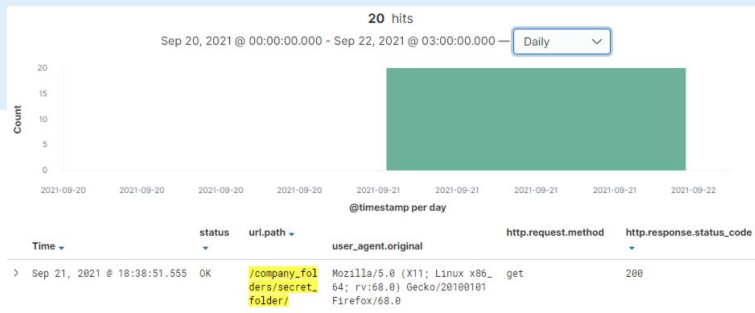 20 hits
Sep 20, 2021 @ 00:00:00.000 - Sep 22, 2021 @ 03:00:00.000 — Daily
20
15
10
5
0
Count
2021-09-20 2021-09-20 2021-09-20 2021-09-20 2021-09-21 2021-09-21 2021-09-21 2021-09-21 2021-09-22
@timestamp per day
Time status url.path user_agent.original http.request.method http.response.status_code
Sep 21, 2021 @ 18:38:51.555 OK /company_fol Mozilla/5.0 (X11; Linux x86_ get 200
ders/secret_ 64; rv:68.0) Gecko/20100101
folder/ Firefox/68.0